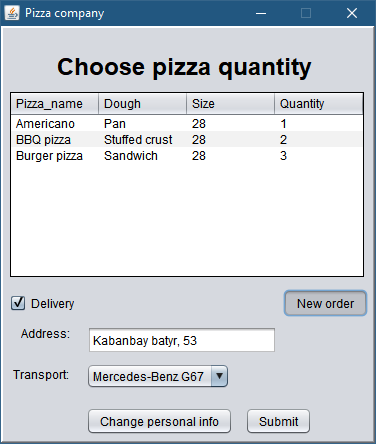 Pizza company
Choose pizza quantity
Pizza_name Dough Size Quantity
Americano Pan 28 1
BBQ pizza Stuffed crust 28 2
Burger pizza Sandwich 28 3
Delivery New order
Address: Kabanbay batyr, 53
Transport: Mercedes-Benz G67
Change personal info Submit